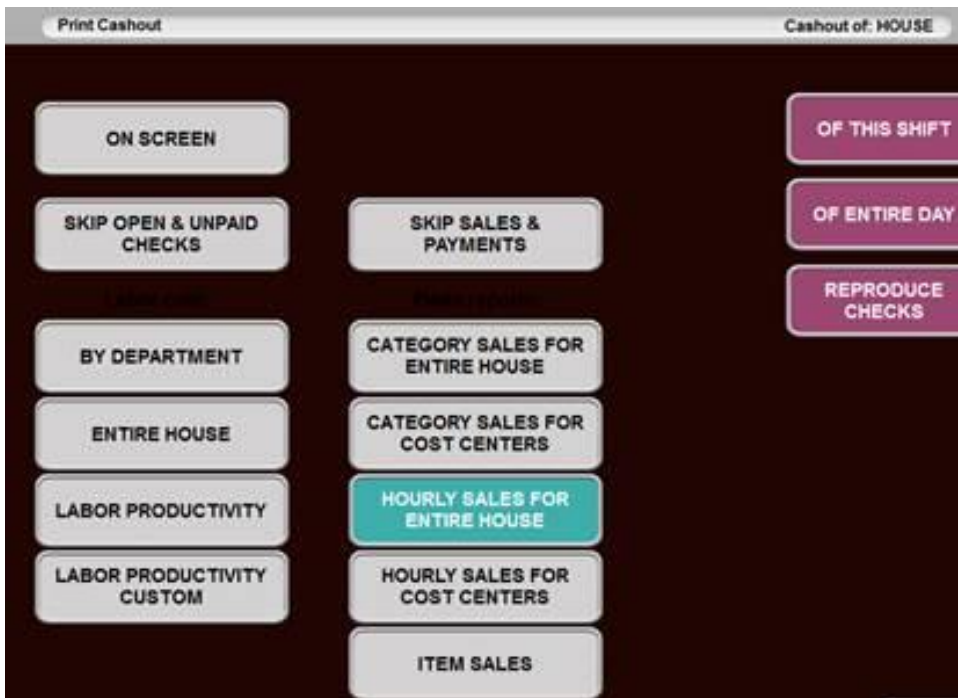 Print Cashout
Cashout of: HOUSE
ON SCREEN
OF THIS SHIFT
SKIP OPEN & UNPAID
CHECKS
SKIP SALES &
PAYMENTS
OF ENTIRE DAY
REPRODUCE
CHECKS
BY DEPARTMENT
CATEGORY SALES FOR
ENTIRE HOUSE
ENTIRE HOUSE
CATEGORY SALES FOR
COST CENTERS
LABOR PRODUCTIVITY
HOURLY SALES FOR
ENTIRE HOUSE
LABOR PRODUCTIVITY
CUSTOM
HOURLY SALES FOR
COST CENTERS
ITEM SALES